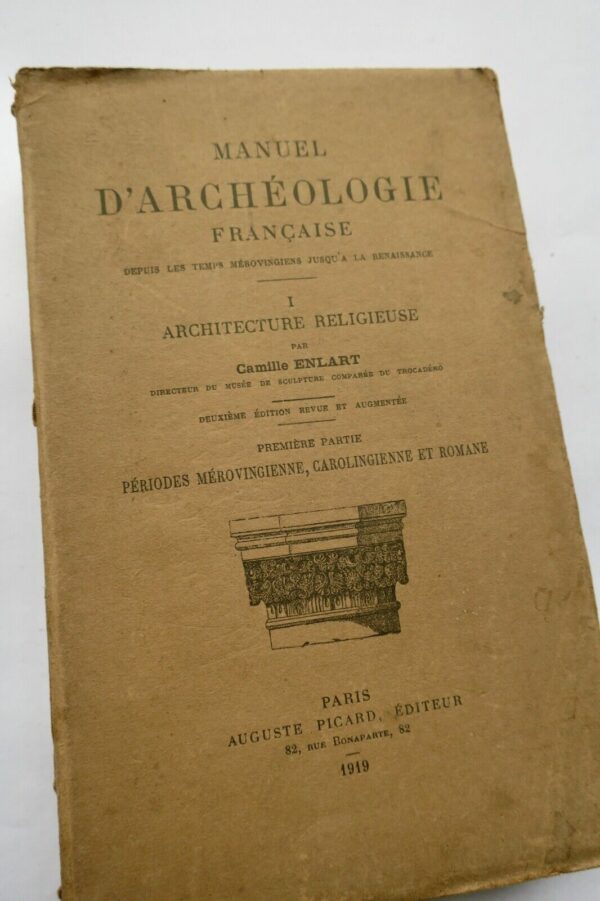 MANUEL
D'ARCHÉOLOGIE
FRANÇAISE
DEPUIS LES TEMPS MÉROVINGIENS JUSQU'A LA RENAISSANCE
I
ARCHITECTURE RELIGIEUSE
PAR
Camille ENLART
DIRECTEUR DU MUSÉE DE SCULPTURE COMPARÉE DU TROCADÉRO
DEUXIÈME ÉDITION REVUE ET AUGMENTÉE
PREMIÈRE PARTIE
PÉRIODES MÉROVINGIENNE, CAROLINGIENNE ET ROMANE
PARIS
AUGUSTE PICARD, ÉDITEUR
82, RUE BONAPARTE, 82
1919